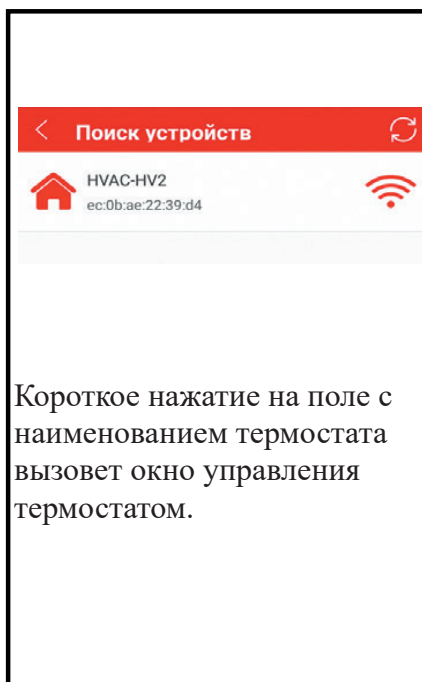 Поиск устройств
HVAC-HV2
ec:0b:ae:22:39:d4
Короткое нажатие на поле с
наименованием термостата
вызовет окно управления
термостатом.